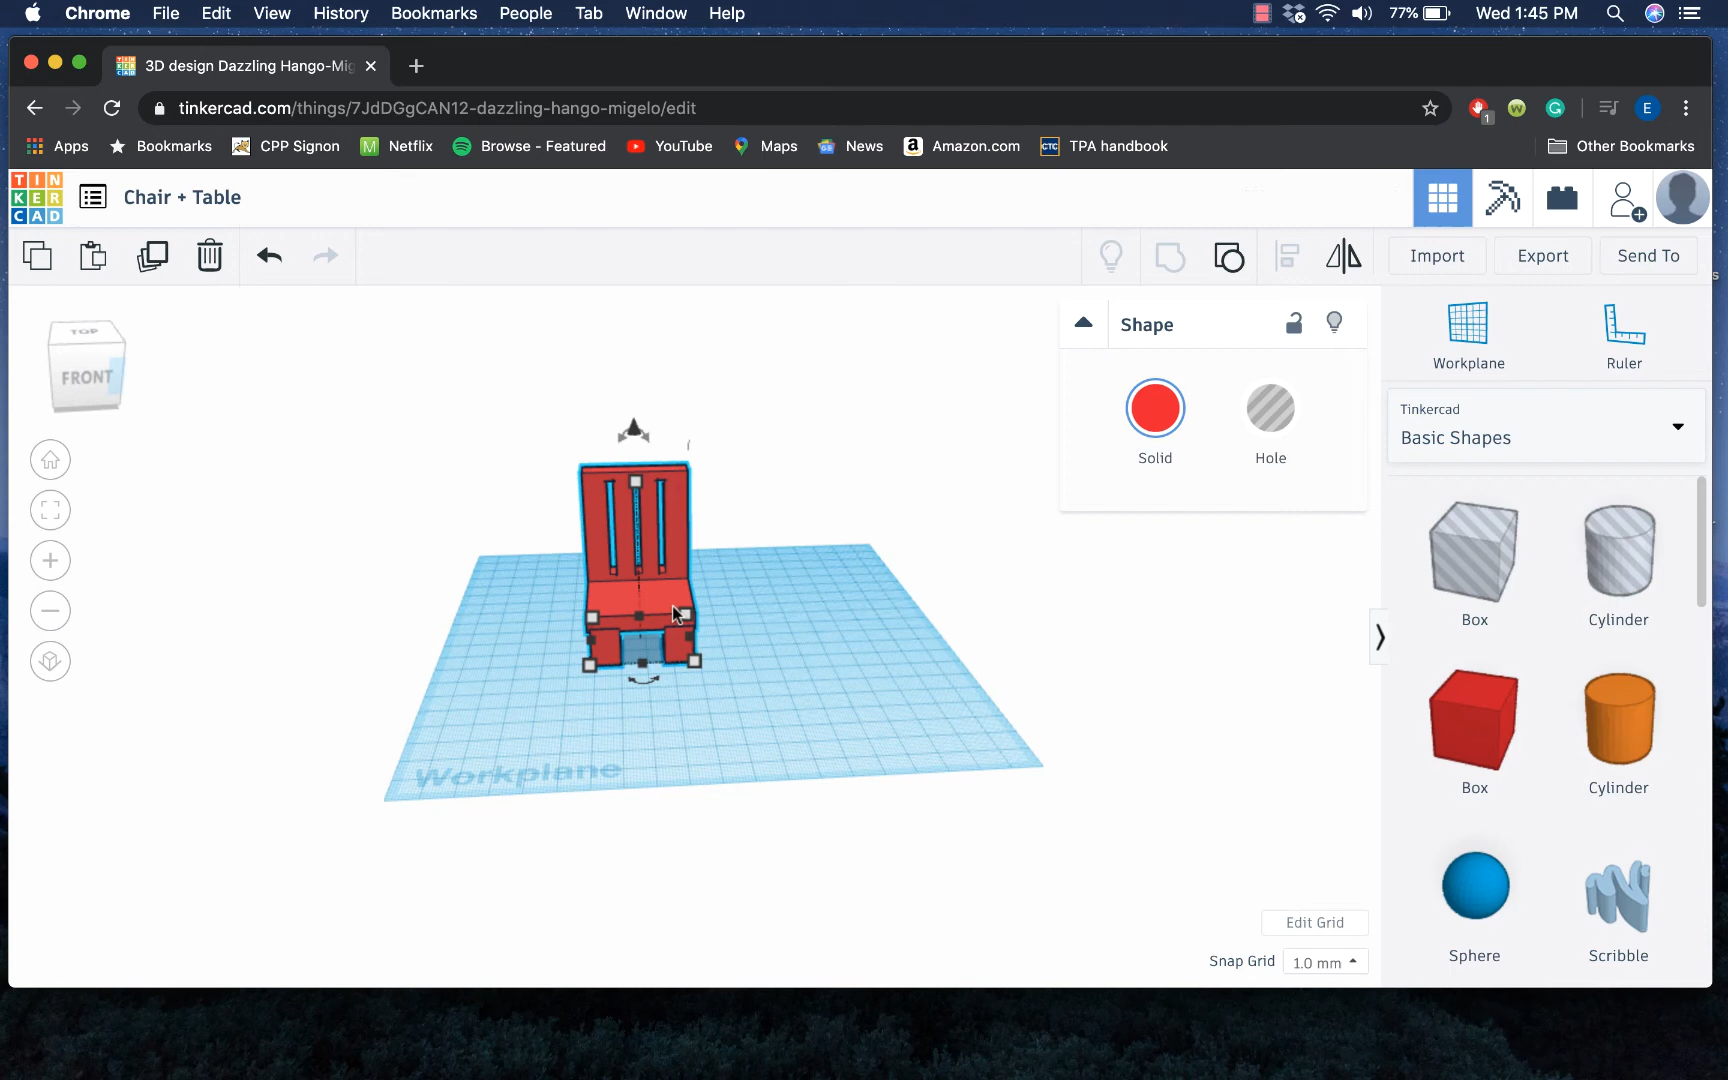 Chrome File Edit View History Bookmarks People Tab Window Help 77% Wed 1:45 PM
3D design Dazzling Hango-Mig
tinkercad.com/things/7JdDGgCAN12-dazzling-hango-migelo/edit
1
E
Apps Bookmarks CPP Signon Netflix Browse - Featured YouTube Maps News Amazon.com CTC TPA handbook Other Bookmarks
TIN
KER
CAD
Chair + Table
Import Export Send To
TOP
FRONT
Shape
Solid Hole
Workplane Ruler
Tinkercad
Basic Shapes
Box Cylinder
Box Cylinder
Sphere Scribble
Workplane
Edit Grid
Snap Grid 1.0 mm